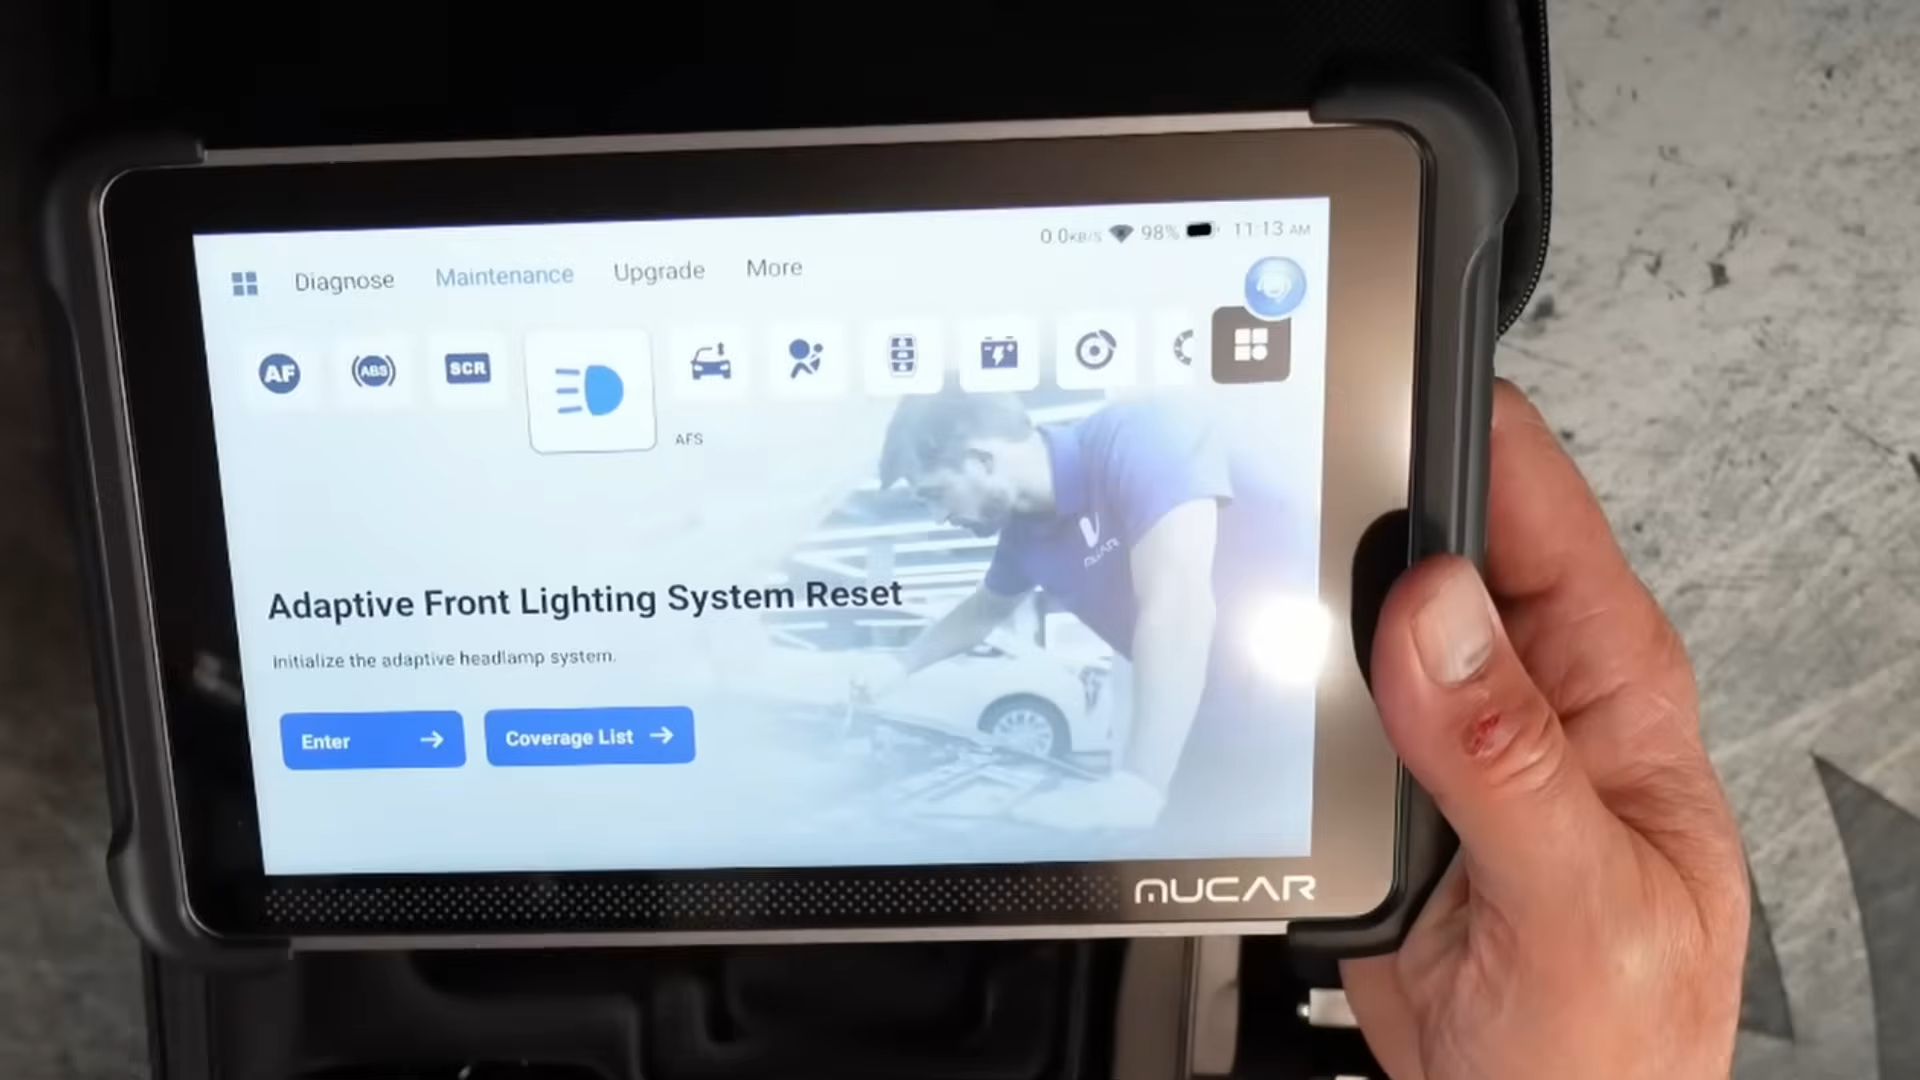 0.0KB/S 98% 11:13 AM
Diagnose Maintenance Upgrade More
AF ABS SCR
AFS
MUCAR
Adaptive Front Lighting System Reset
Initialize the adaptive headlamp system.
Enter → Coverage List →
MUCAR